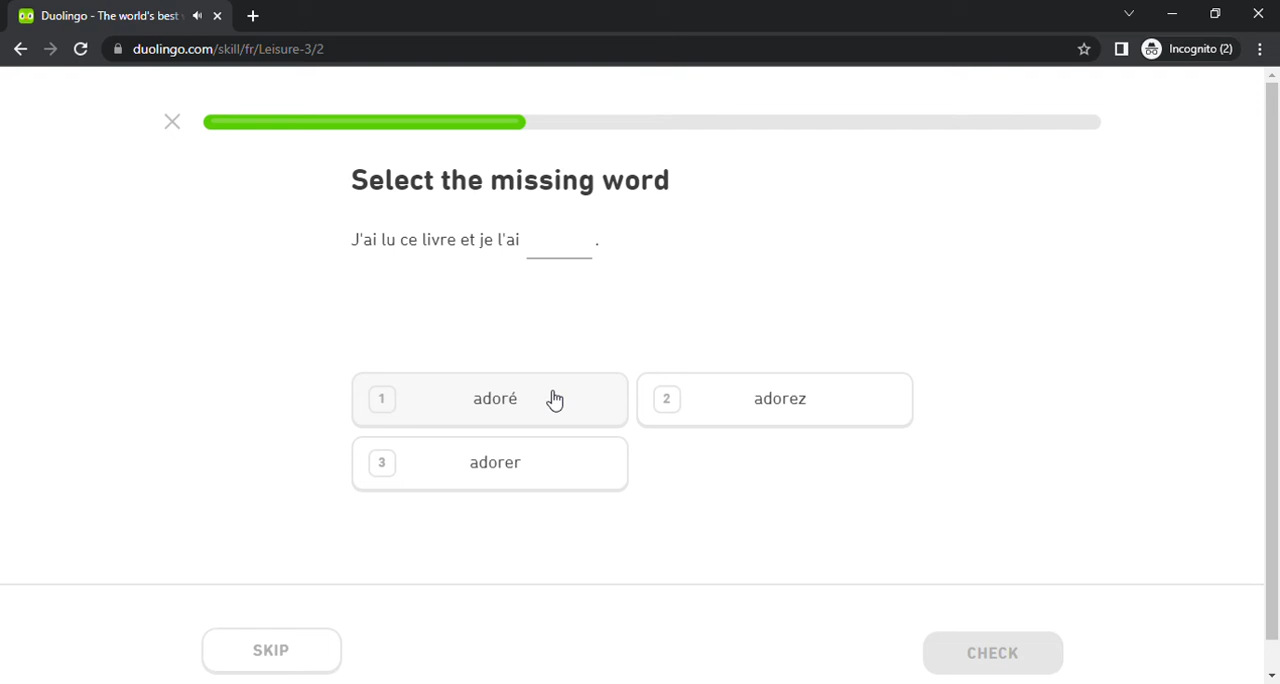 Duolingo - The world's best
duolingo.com/skill/fr/Leisure-3/2
Incognito (2)
Select the missing word
J'ai lu ce livre et je l'ai ______ .
1 adoré
2 adorez
3 adorer
SKIP
CHECK